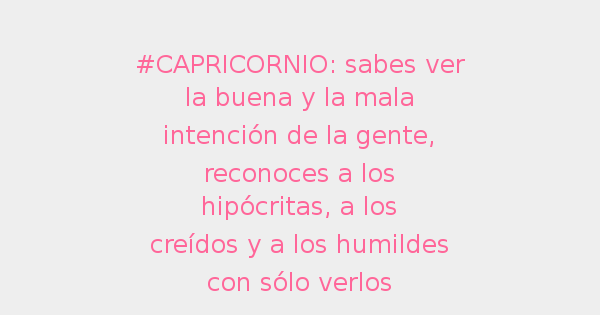 #CAPRICORNIO: sabes ver
la buena y la mala
intención de la gente,
reconoces a los
hipócritas, a los
creídos y a los humildes
con sólo verlos